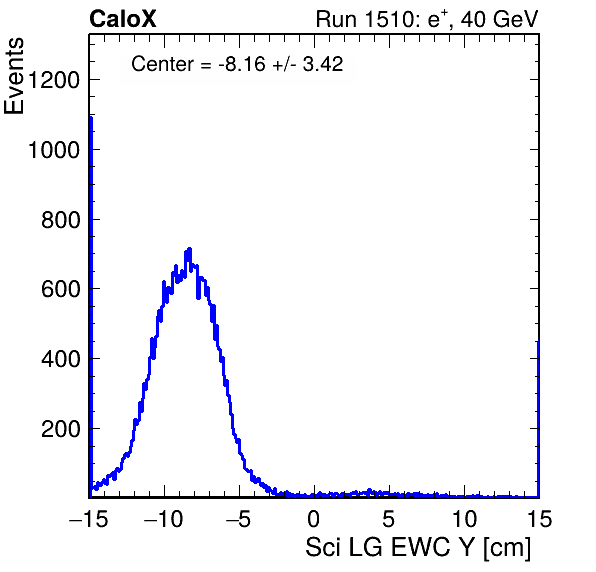 CaloX
Run 1510: e+, 40 GeV
Center = -8.16 +/- 3.42
Events
1200
1000
800
600
400
200
−15 −10 −5 0 5 10 15
Sci LG EWC Y [cm]